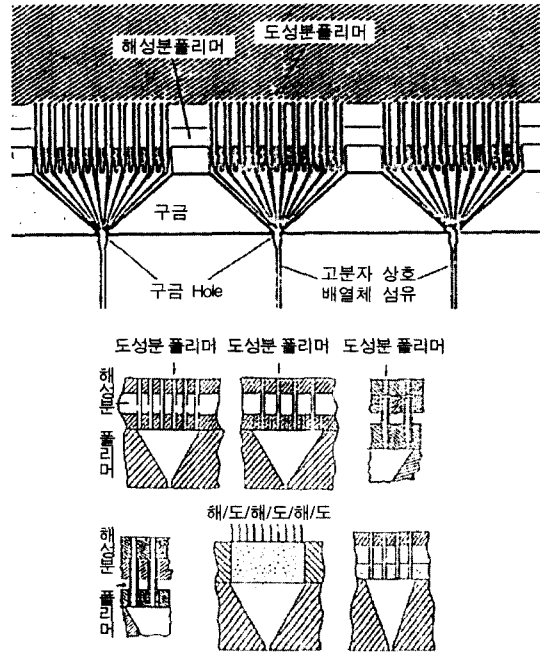 해성분폴리머
도성분폴리머
구금
구금 Hole
고분자 상호
배열체 섬유
도성분 폴리머
도성분 폴리머
도성분 폴리머
해성분
폴리머
해/도/해/도/해/도
해성분
폴리머